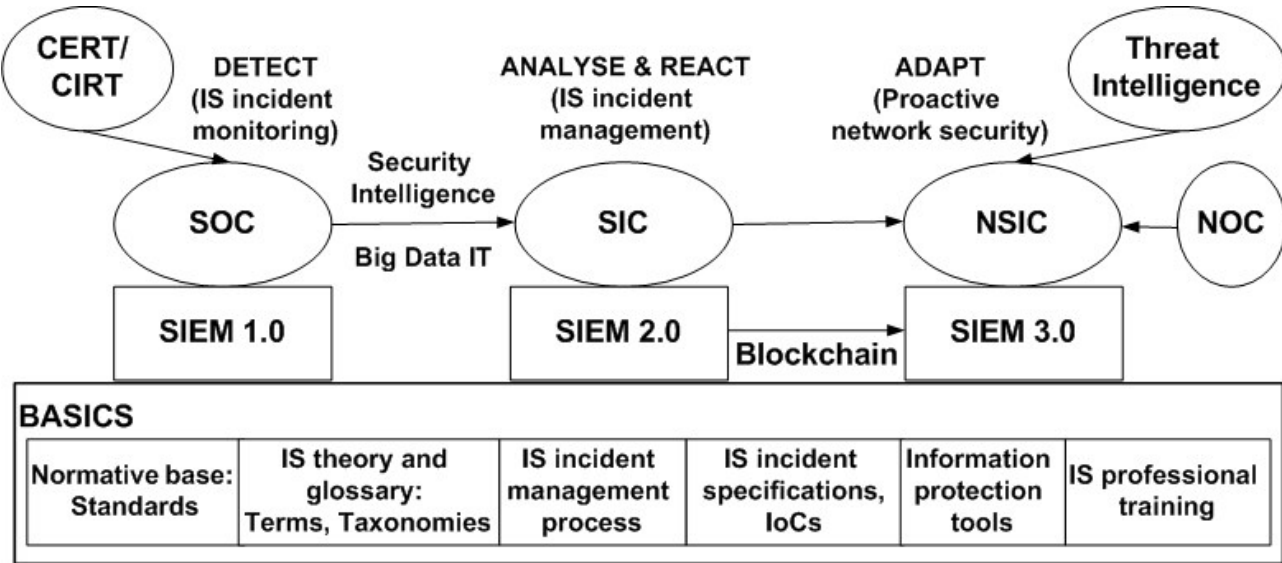 CERT/
CIRT
DETECT
(IS incident
monitoring)
ANALYSE & REACT
(IS incident
management)
ADAPT
(Proactive
network security)
Threat
Intelligence
SOC
Security
Intelligence
Big Data IT
SIC
NSIC
NOC
SIEM 1.0
SIEM 2.0
Blockchain
SIEM 3.0
BASICS
Normative base:
Standards
IS theory and
glossary:
Terms, Taxonomies
IS incident
management
process
IS incident
specifications,
IoCs
Information
protection
tools
IS professional
training